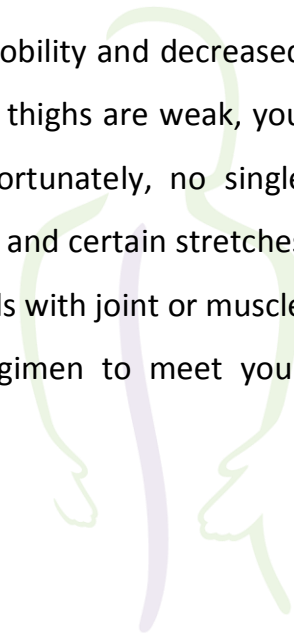 obility and decreased
thighs are weak, you
ortunately, no single
and certain stretches
ls with joint or muscle
gimen to meet you